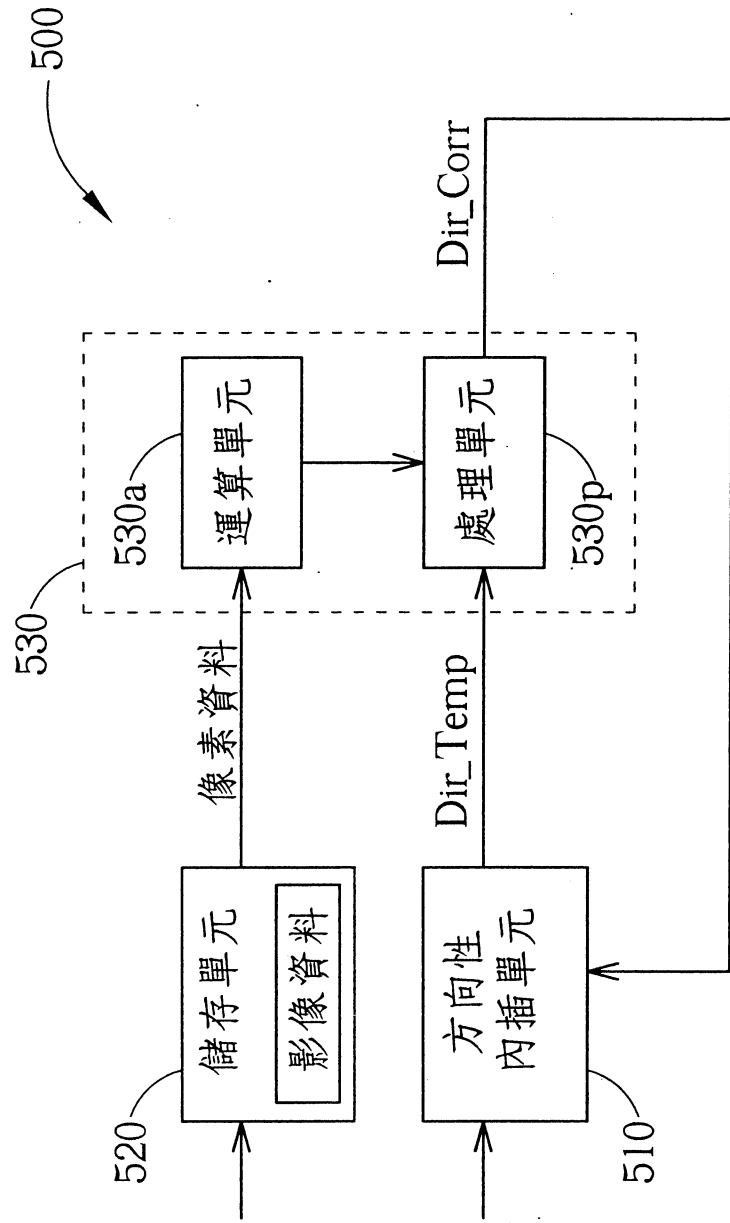 500
530
530a
運算單元
處理單元
530p
像素資料
Dir_Temp
Dir_Corr
520
儲存單元
影像資料
方向性
內插單元
510